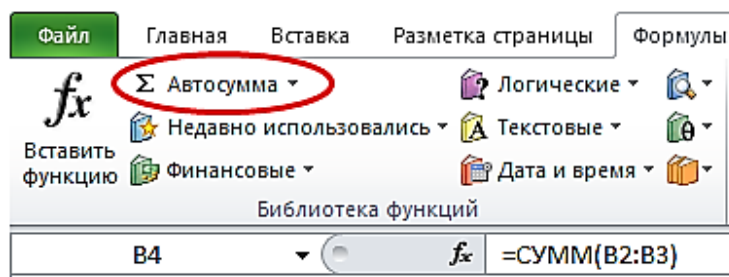 Файл Главная Вставка Разметка страницы Формулы
fx Σ Автосумма Логические
Недавно использовались Текстовые
Вставить
функцию Финансовые Дата и время
Библиотека функций
B4 fx =СУММ(B2:B3)